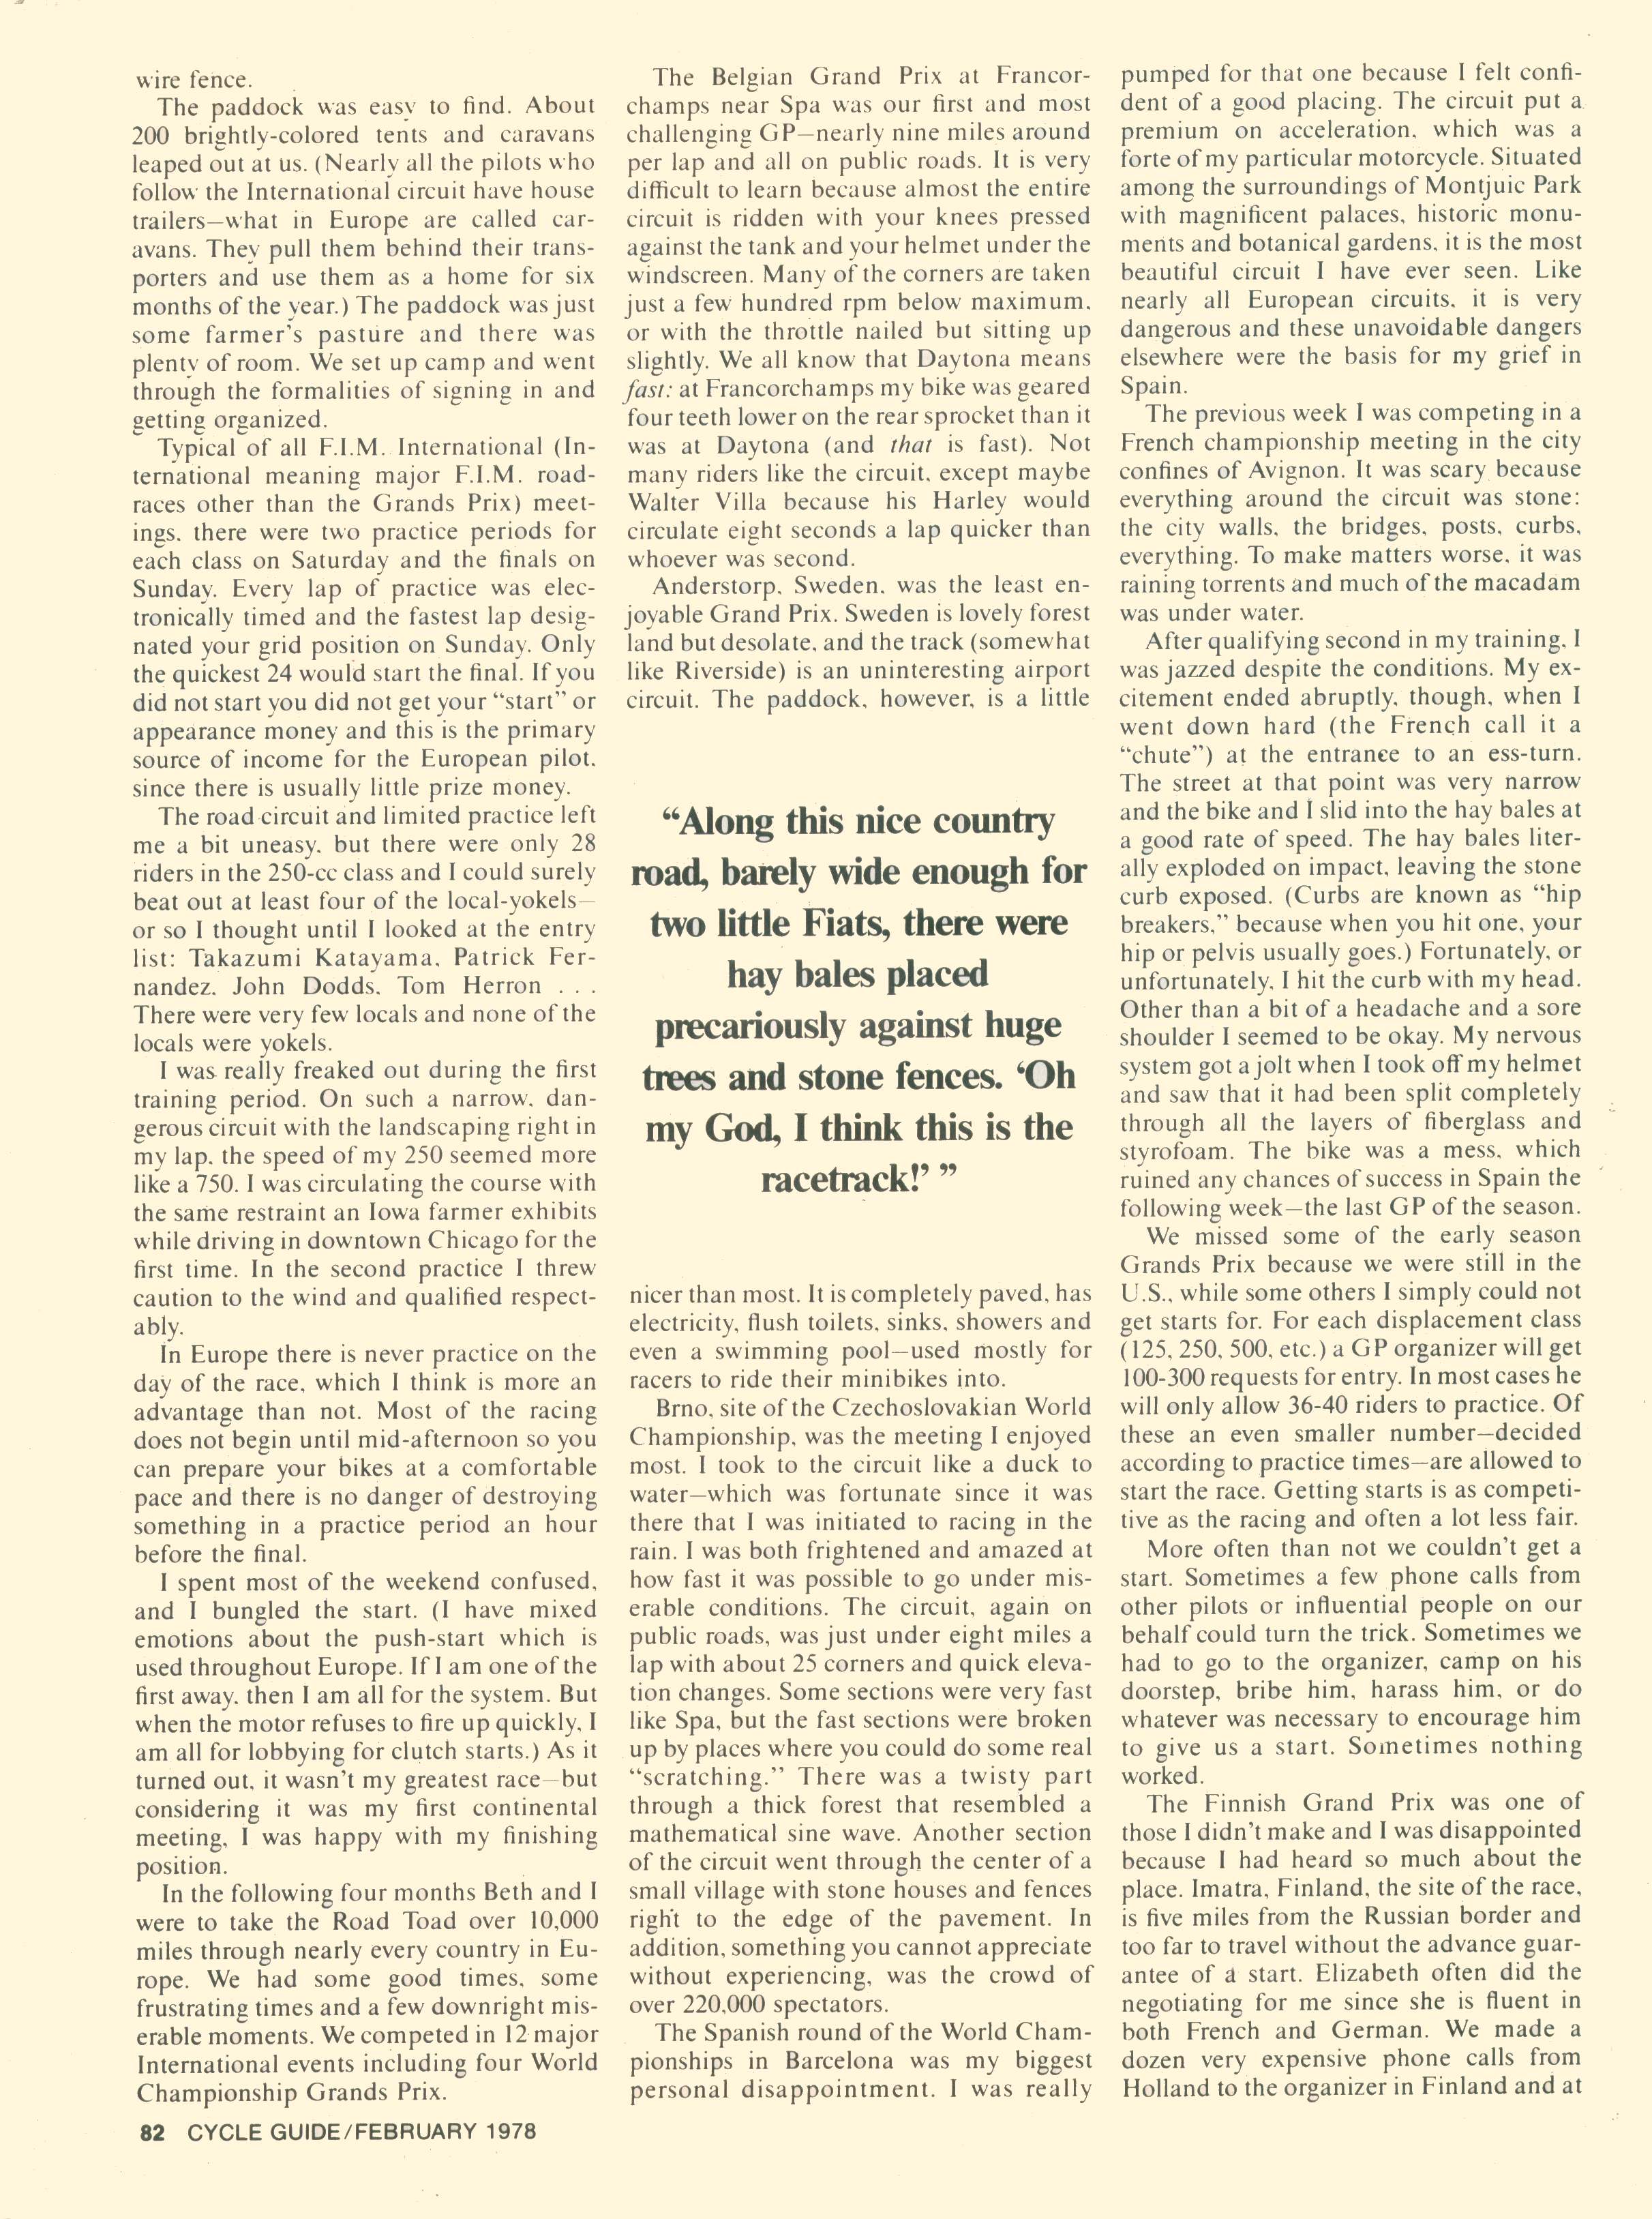 wire fence.
The paddock was easy to find. About
200 brightly-colored tents and caravans
leaped out at us. (Nearly all the pilots who
follow the International circuit have house
trailers—what in Europe are called car-
avans. They pull them behind their trans-
porters and use them as a home for six
months of the year.) The paddock was just
some farmer's pasture and there was
plenty of room. We set up camp and went
through the formalities of signing in and
getting organized.
Typical of all F.I.M. International (In-
ternational meaning major F.I.M. road-
races other than the Grands Prix) meet-
ings, there were two practice periods for
each class on Saturday and the finals on
Sunday. Every lap of practice was elec-
tronically timed and the fastest lap desig-
nated your grid position on Sunday. Only
the quickest 24 would start the final. If you
did not start you did not get your “start” or
appearance money and this is the primary
source of income for the European pilot,
since there is usually little prize money.
The road circuit and limited practice left
me a bit uneasy, but there were only 28
riders in the 250-cc class and I could surely
beat out at least four of the local-yokels—
or so I thought until I looked at the entry
list: Takazumi Katayama, Patrick Fer-
nandez, John Dodds, Tom Herron . . .
There were very few locals and none of the
locals were yokels.
I was really freaked out during the first
training period. On such a narrow, dan-
gerous circuit with the landscaping right in
my lap, the speed of my 250 seemed more
like a 750. I was circulating the course with
the same restraint an Iowa farmer exhibits
while driving in downtown Chicago for the
first time. In the second practice I threw
caution to the wind and qualified respect-
ably.
In Europe there is never practice on the
day of the race, which I think is more an
advantage than not. Most of the racing
does not begin until mid-afternoon so you
can prepare your bikes at a comfortable
pace and there is no danger of destroying
something in a practice period an hour
before the final.
I spent most of the weekend confused,
and I bungled the start. (I have mixed
emotions about the push-start which is
used throughout Europe. If I am one of the
first away, then I am all for the system. But
when the motor refuses to fire up quickly, I
am all for lobbying for clutch starts.) As it
turned out, it wasn't my greatest race—but
considering it was my first continental
meeting, I was happy with my finishing
position.
In the following four months Beth and I
were to take the Road Toad over 10,000
miles through nearly every country in Eu-
rope. We had some good times, some
frustrating times and a few downright mis-
erable moments. We competed in 12 major
International events including four World
Championship Grands Prix.
The Belgian Grand Prix at Francor-
champs near Spa was our first and most
challenging GP—nearly nine miles around
per lap and all on public roads. It is very
difficult to learn because almost the entire
circuit is ridden with your knees pressed
against the tank and your helmet under the
windscreen. Many of the corners are taken
just a few hundred rpm below maximum,
or with the throttle nailed but sitting up
slightly. We all know that Daytona means
fast: at Francorchamps my bike was geared
four teeth lower on the rear sprocket than it
was at Daytona (and that is fast). Not
many riders like the circuit, except maybe
Walter Villa because his Harley would
circulate eight seconds a lap quicker than
whoever was second.
Anderstorp, Sweden, was the least en-
joyable Grand Prix. Sweden is lovely forest
land but desolate, and the track (somewhat
like Riverside) is an uninteresting airport
circuit. The paddock, however, is a little
“Along this nice country
road, barely wide enough for
two little Fiats, there were
hay bales placed
precariously against huge
trees and stone fences. ‘Oh
my God, I think this is the
racetrack!’ ”
nicer than most. It is completely paved, has
electricity, flush toilets, sinks, showers and
even a swimming pool—used mostly for
racers to ride their minibikes into.
Brno, site of the Czechoslovakian World
Championship, was the meeting I enjoyed
most. I took to the circuit like a duck to
water—which was fortunate since it was
there that I was initiated to racing in the
rain. I was both frightened and amazed at
how fast it was possible to go under mis-
erable conditions. The circuit, again on
public roads, was just under eight miles a
lap with about 25 corners and quick eleva-
tion changes. Some sections were very fast
like Spa, but the fast sections were broken
up by places where you could do some real
“scratching.” There was a twisty part
through a thick forest that resembled a
mathematical sine wave. Another section
of the circuit went through the center of a
small village with stone houses and fences
right to the edge of the pavement. In
addition, something you cannot appreciate
without experiencing, was the crowd of
over 220,000 spectators.
The Spanish round of the World Cham-
pionships in Barcelona was my biggest
personal disappointment. I was really
pumped for that one because I felt confi-
dent of a good placing. The circuit put a
premium on acceleration, which was a
forte of my particular motorcycle. Situated
among the surroundings of Montjuic Park
with magnificent palaces, historic monu-
ments and botanical gardens, it is the most
beautiful circuit I have ever seen. Like
nearly all European circuits, it is very
dangerous and these unavoidable dangers
elsewhere were the basis for my grief in
Spain.
The previous week I was competing in a
French championship meeting in the city
confines of Avignon. It was scary because
everything around the circuit was stone:
the city walls, the bridges, posts, curbs,
everything. To make matters worse, it was
raining torrents and much of the macadam
was under water.
After qualifying second in my training, I
was jazzed despite the conditions. My ex-
citement ended abruptly, though, when I
went down hard (the French call it a
“chute”) at the entrance to an ess-turn.
The street at that point was very narrow
and the bike and I slid into the hay bales at
a good rate of speed. The hay bales liter-
ally exploded on impact, leaving the stone
curb exposed. (Curbs are known as “hip
breakers,” because when you hit one, your
hip or pelvis usually goes.) Fortunately, or
unfortunately, I hit the curb with my head.
Other than a bit of a headache and a sore
shoulder I seemed to be okay. My nervous
system got a jolt when I took off my helmet
and saw that it had been split completely
through all the layers of fiberglass and
styrofoam. The bike was a mess, which
ruined any chances of success in Spain the
following week—the last GP of the season.
We missed some of the early season
Grands Prix because we were still in the
U.S., while some others I simply could not
get starts for. For each displacement class
(125, 250, 500, etc.) a GP organizer will get
100-300 requests for entry. In most cases he
will only allow 36-40 riders to practice. Of
these an even smaller number—decided
according to practice times—are allowed to
start the race. Getting starts is as competi-
tive as the racing and often a lot less fair.
More often than not we couldn't get a
start. Sometimes a few phone calls from
other pilots or influential people on our
behalf could turn the trick. Sometimes we
had to go to the organizer, camp on his
doorstep, bribe him, harass him, or do
whatever was necessary to encourage him
to give us a start. Sometimes nothing
worked.
The Finnish Grand Prix was one of
those I didn't make and I was disappointed
because I had heard so much about the
place. Imatra, Finland, the site of the race,
is five miles from the Russian border and
too far to travel without the advance guar-
antee of a start. Elizabeth often did the
negotiating for me since she is fluent in
both French and German. We made a
dozen very expensive phone calls from
Holland to the organizer in Finland and at
82 CYCLE GUIDE/FEBRUARY 1978